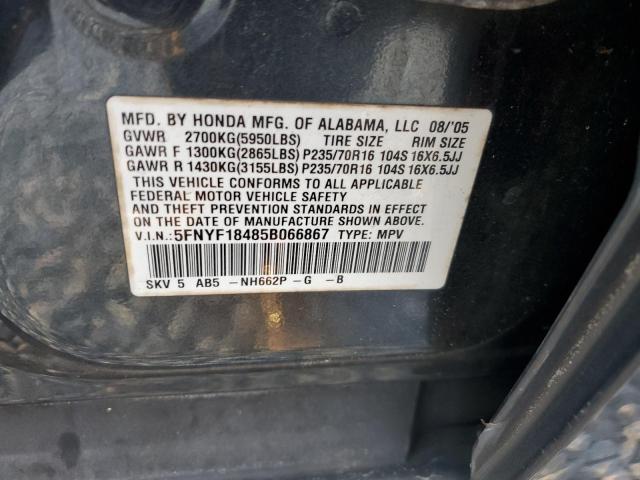 MFD. BY HONDA MFG. OF ALABAMA, LLC 08/'05
GVWR 2700KG(5950LBS) TIRE SIZE RIM SIZE
GAWR F 1300KG(2865LBS) P235/70R16 104S 16X6.5JJ
GAWR R 1430KG(3155LBS) P235/70R16 104S 16X6.5JJ
THIS VEHICLE CONFORMS TO ALL APPLICABLE
FEDERAL MOTOR VEHICLE SAFETY
AND THEFT PREVENTION STANDARDS IN EFFECT
ON THE DATE OF MANUFACTURE SHOWN ABOVE.
V.I.N.: 5FNYF18485B066867 TYPE: MPV
SKV 5 AB5 -NH662P -G -B